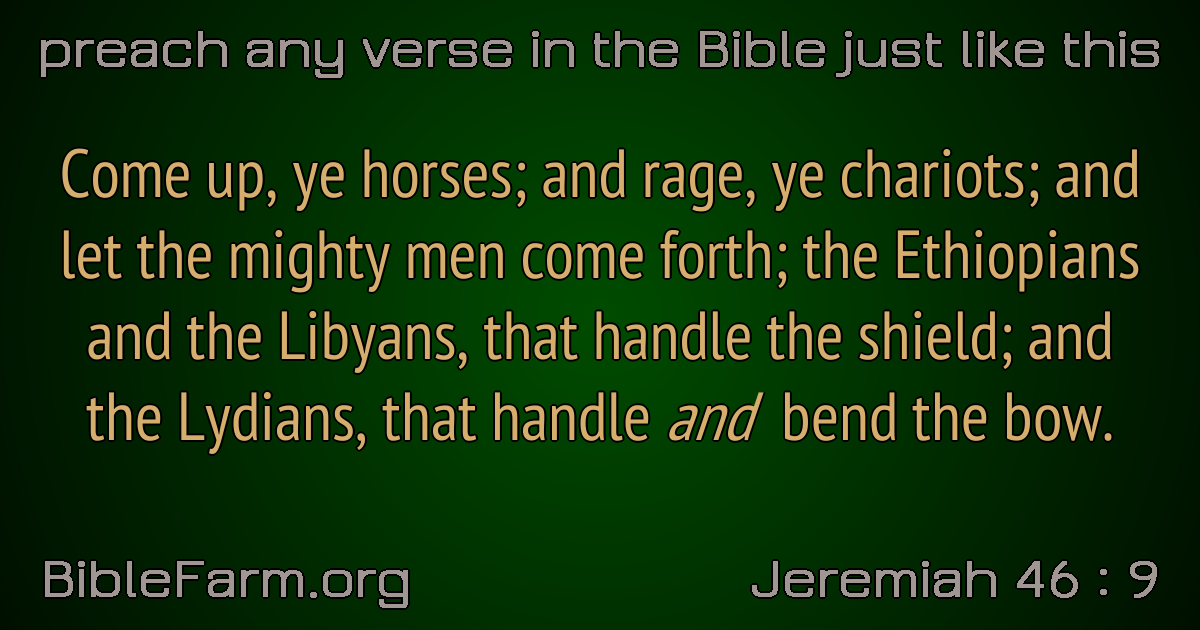 preach any verse in the Bible just like this
Come up, ye horses; and rage, ye chariots; and
let the mighty men come forth; the Ethiopians
and the Libyans, that handle the shield; and
the Lydians, that handle and bend the bow.
BibleFarm.org
Jeremiah 46 : 9